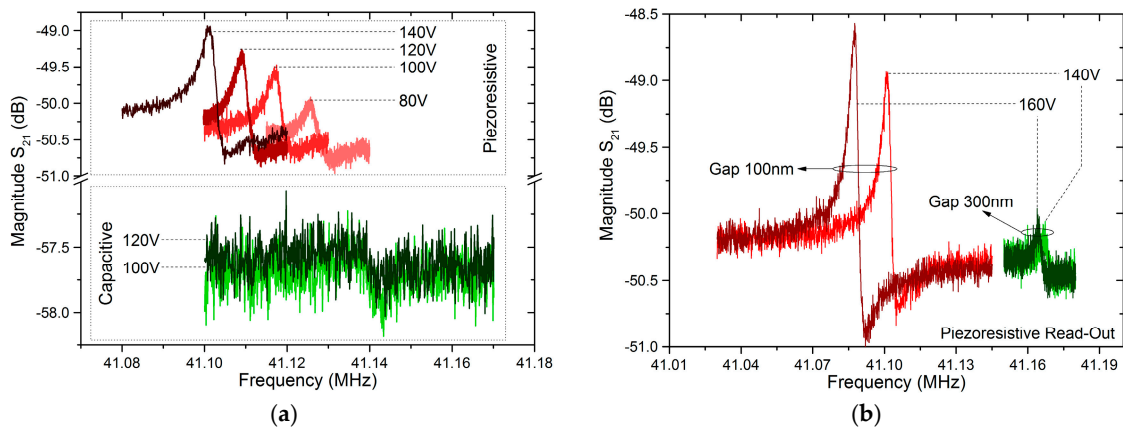 Magnitude S21 (dB)
-49.0
-49.5
-50.0
-50.5
-51.0
-57.5
-58.0
140V
120V
100V
80V
Piezoresistive
120V
100V
Capacitive
41.08
41.10
41.12
41.14
41.16
41.18
Frequency (MHz)
(a)
Magnitude S21 (dB)
-48.5
-49.0
-49.5
-50.0
-50.5
-51.0
140V
160V
Gap 100nm
Gap 300nm
Piezoresistive Read-Out
41.01
41.04
41.07
41.10
41.13
41.16
41.19
Frequency (MHz)
(b)